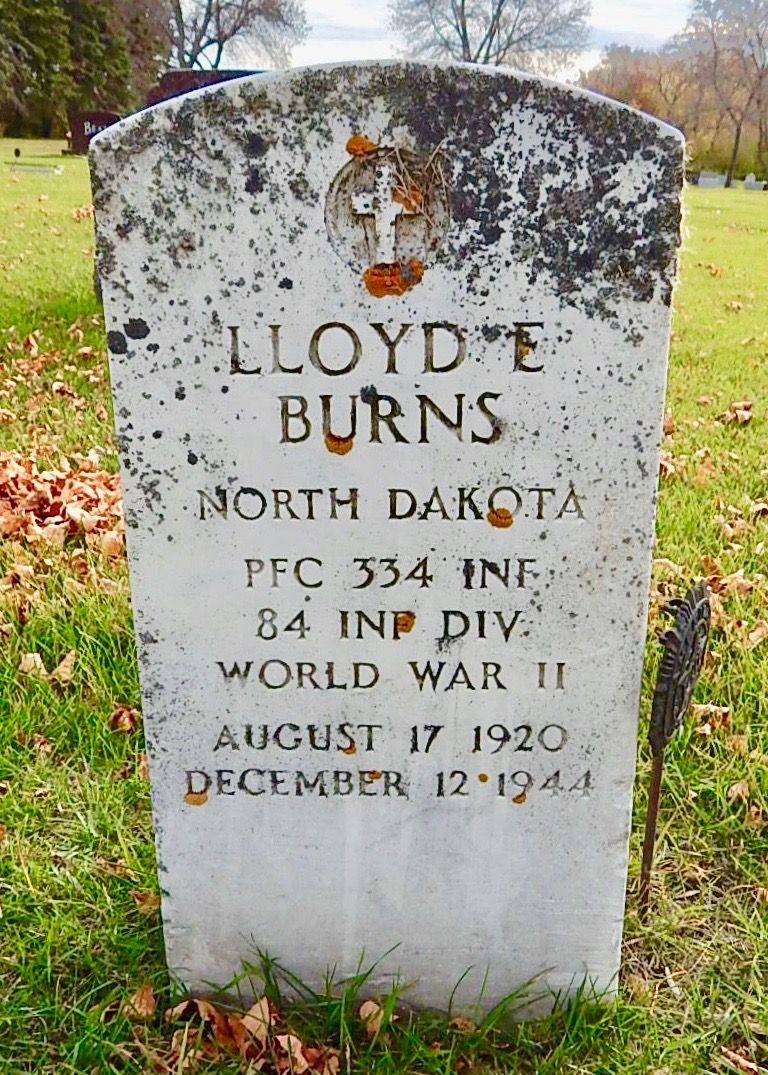 LLOYD E
BURNS
NORTH DAKOTA
PFC 334 INF
84 INF DIV
WORLD WAR II
AUGUST 17 1920
DECEMBER 12 1944